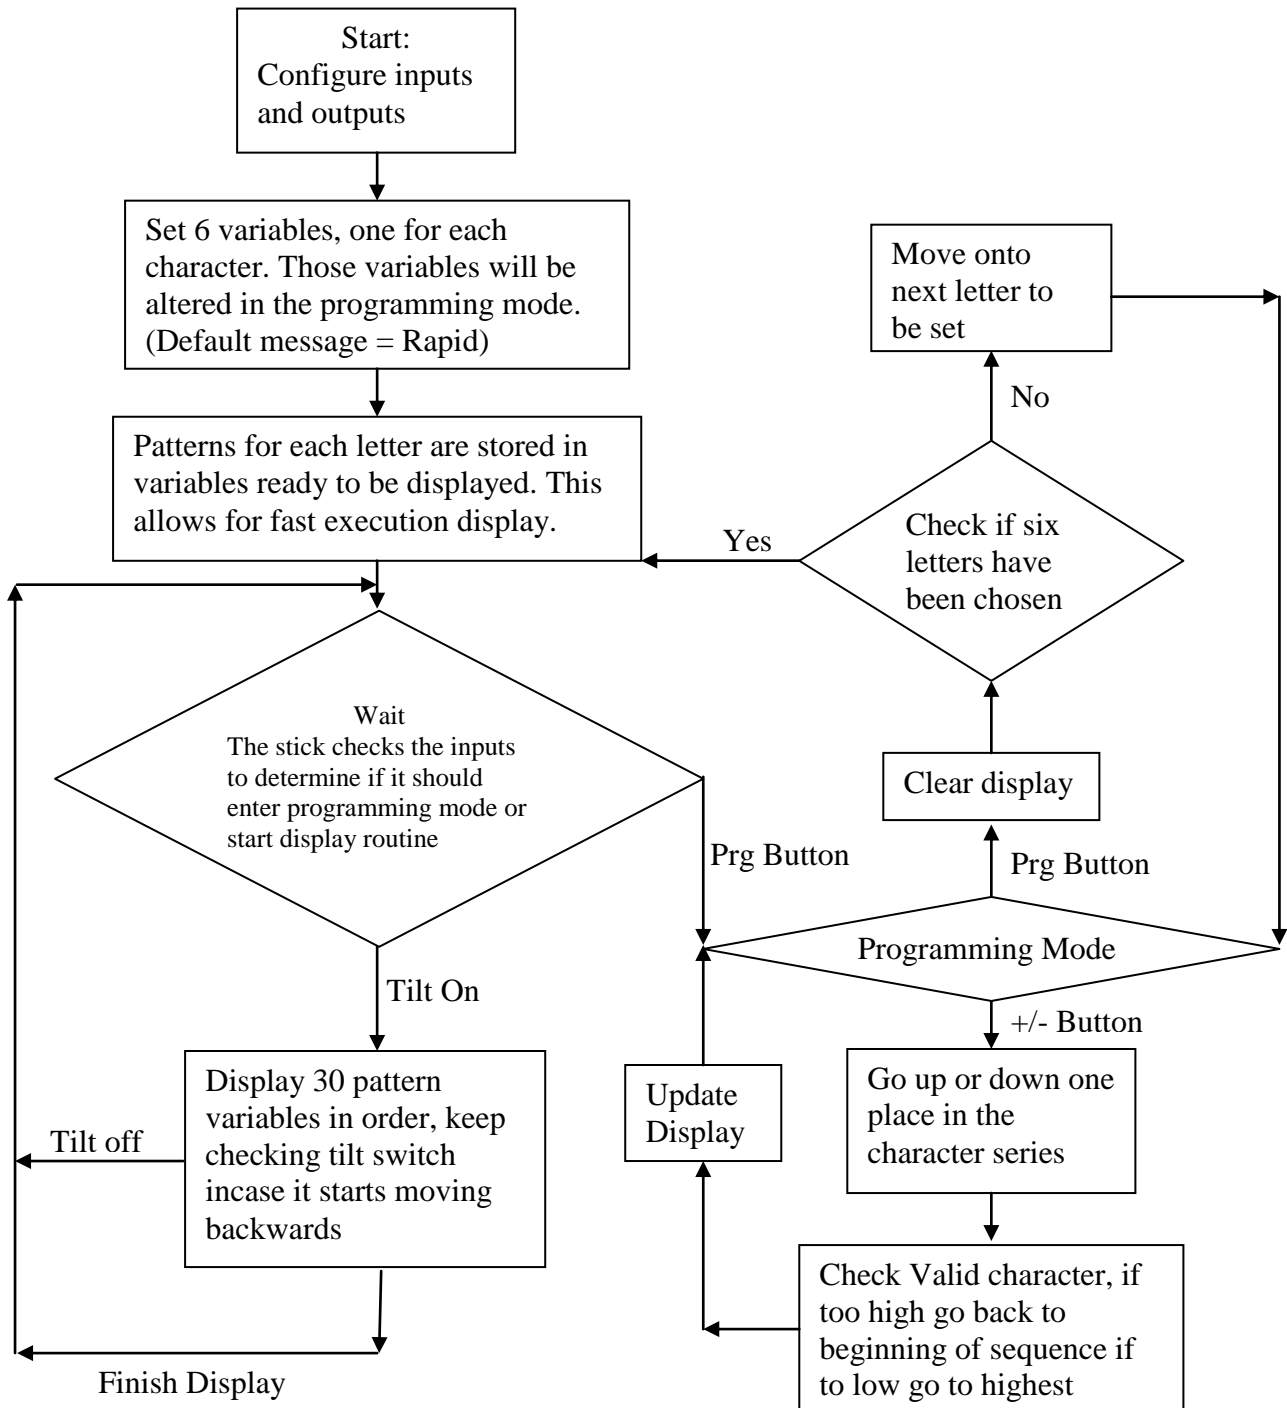 Start:
Configure inputs
and outputs
Set 6 variables, one for each
character. Those variables will be
altered in the programming mode.
(Default message = Rapid)
Patterns for each letter are stored in
variables ready to be displayed. This
allows for fast execution display.
Wait
The stick checks the inputs
to determine if it should
enter programming mode or
start display routine
Tilt On
Display 30 pattern
variables in order, keep
checking tilt switch
incase it starts moving
backwards
Tilt off
Finish Display
Prg Button
Programming Mode
+/- Button
Go up or down one
place in the
character series
Check Valid character, if
too high go back to
beginning of sequence if
to low go to highest
Update
Display
Prg Button
Clear display
Check if six
letters have
been chosen
Yes
No
Move onto
next letter to
be set